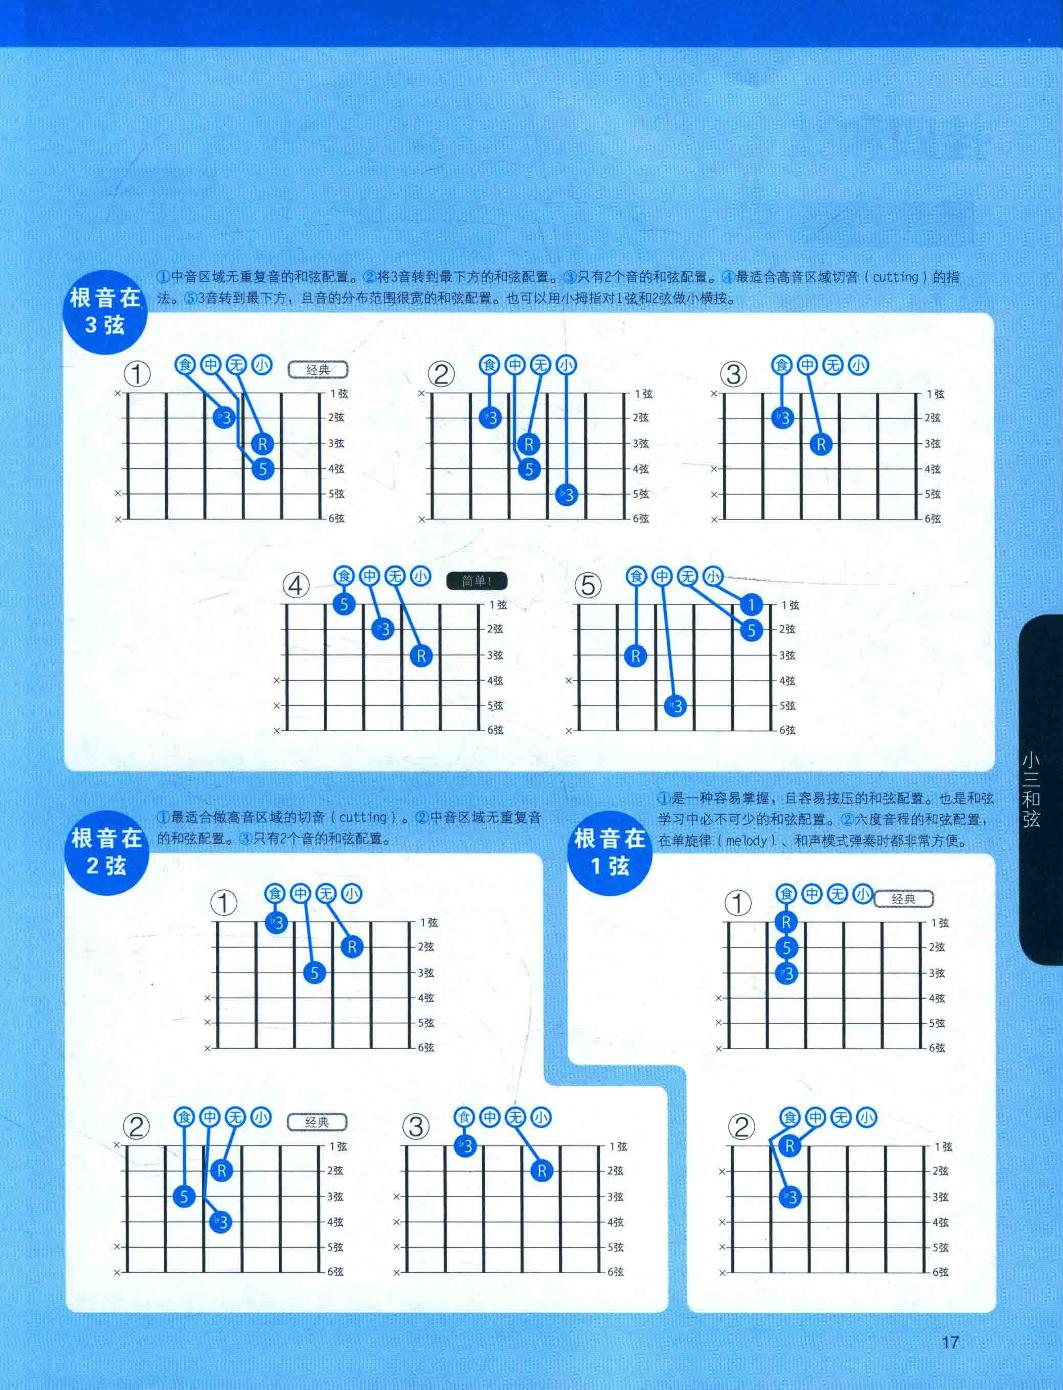 ①中音区域无重复音的和弦配置。②将3音转到最下方的和弦配置。③只有2个音的和弦配置。④最适合高音区域切音（cutting）的指
法。⑤3音转到最下方，且音的分布范围很宽的和弦配置。也可以用小拇指对1弦和2弦做小横按。
根音在
3弦
① 食 中 无 小 经典
× 1弦
♭3 2弦
R 3弦
5 4弦
× 5弦
× 6弦
② 食 中 无 小
× 1弦
♭3 2弦
R 3弦
5 4弦
♭3 5弦
× 6弦
③ 食 中 无 小
× 1弦
♭3 2弦
R 3弦
× 4弦
× 5弦
× 6弦
④ 食 中 无 小 简单！
5 1弦
♭3 2弦
R 3弦
× 4弦
× 5弦
× 6弦
⑤ 食 中 无 小
1 1弦
5 2弦
R 3弦
× 4弦
♭3 5弦
× 6弦
小三和弦
①最适合做高音区域的切音（cutting）。②中音区域无重复音
的和弦配置。③只有2个音的和弦配置。
根音在
2弦
① 食 中 无 小
♭3 1弦
R 2弦
5 3弦
× 4弦
× 5弦
× 6弦
② 食 中 无 小 经典
× 1弦
R 2弦
5 3弦
♭3 4弦
× 5弦
× 6弦
③ 食 中 无 小
♭3 1弦
R 2弦
× 3弦
× 4弦
× 5弦
× 6弦
①是一种容易掌握，且容易按压的和弦配置。也是和弦
学习中必不可少的和弦配置。②六度音程的和弦配置，
在单旋律（melody）、和声模式弹奏时都非常方便。
根音在
1弦
① 食 中 无 小 经典
R 1弦
5 2弦
♭3 3弦
× 4弦
× 5弦
× 6弦
② 食 中 无 小
R 1弦
× 2弦
♭3 3弦
× 4弦
× 5弦
× 6弦
17